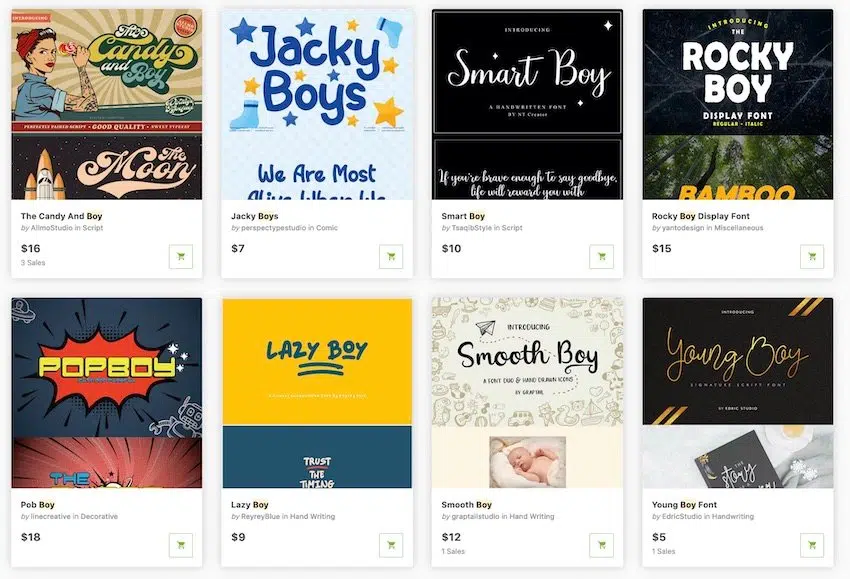 INTRODUCING
The
Candy
and
Boy
PERFECTLY PAIRED SCRIPT • GOOD QUALITY • SWEET TYPEFACE
The
Moon
The Candy And Boy
by AllmoStudio in Script
$16
3 Sales
Jacky
Boys
We Are Most
Alive When We
Jacky Boys
by perspectypestudio in Comic
$7
INTRODUCING
Smart Boy
A HANDWRITTEN FONT
BY NT Creator
If you're brave enough to say goodbye,
life will reward you with
Smart Boy
by TsaqibStyle in Script
$10
INTRODUCING
THE
ROCKY
BOY
DISPLAY FONT
REGULAR - ITALIC
BAMBOO
Rocky Boy Display Font
by yantodesign in Miscellaneous
$15
POPBOY
THE
Pob Boy
by linecreative in Decorative
$18
LAZY BOY
TRUST
THE
TIMING
Lazy Boy
by ReyreyBlue in Hand Writing
$9
INTRODUCING
Smooth Boy
A FONT DUO & HAND DRAWN ICONS
BY GRAPTAIL
Smooth Boy
by graptailstudio in Hand Writing
$12
1 Sales
INTRODUCING
Young Boy
SIGNATURE SCRIPT FONT
BY EDRIC STUDIO
THE
story
Young Boy Font
by EdricStudio in Handwriting
$5
1 Sales